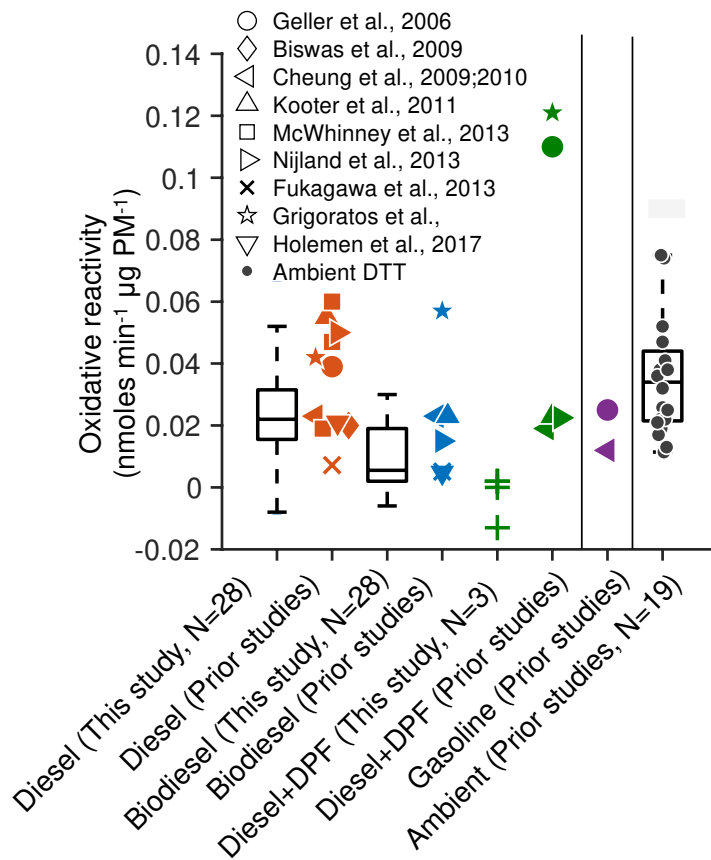 Geller et al., 2006
Biswas et al., 2009
Cheung et al., 2009;2010
Kooter et al., 2011
McWhinney et al., 2013
Nijland et al., 2013
Fukagawa et al., 2013
Grigoratos et al.,
Holemen et al., 2017
Ambient DTT
Oxidative reactivity
(nmoles min⁻¹ µg PM⁻¹)
0.14
0.12
0.1
0.08
0.06
0.04
0.02
0
-0.02
Diesel (This study, N=28)
Diesel (Prior studies)
Biodiesel (This study, N=28)
Biodiesel (Prior studies)
Diesel+DPF (This study, N=3)
Diesel+DPF (Prior studies)
Gasoline (Prior studies)
Ambient (Prior studies, N=19)